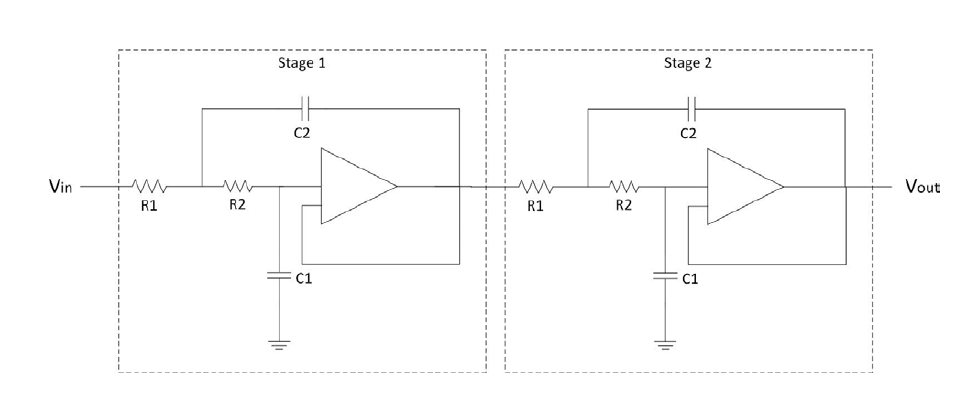 Stage 1
Stage 2
C2
C2
Vin
R1
R2
R1
R2
Vout
C1
C1